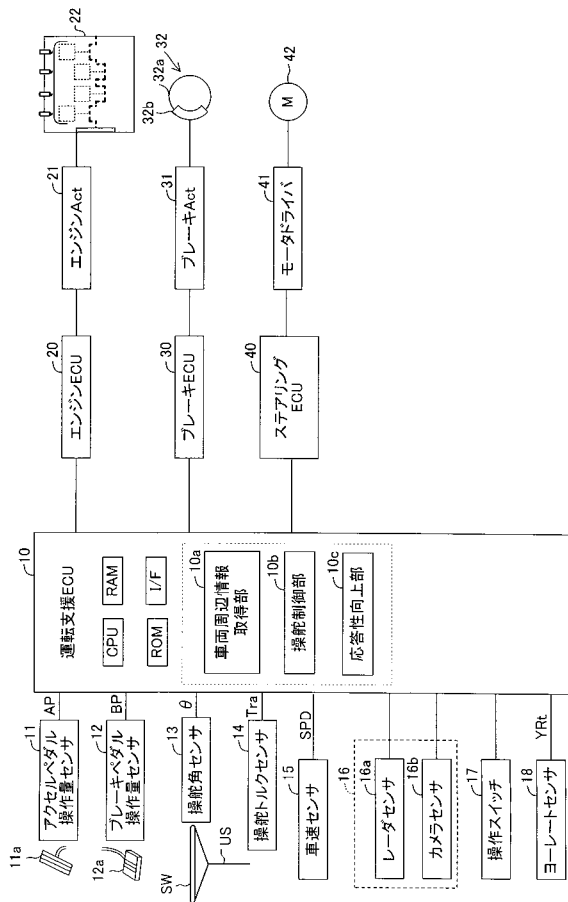 10
運転支援ECU
CPU
RAM
ROM
I/F
10a
車両周辺情報
取得部
10b
操舵制御部
10c
応答性向上部
11a
11
アクセルペダル
操作量センサ
AP
12a
12
ブレーキペダル
操作量センサ
BP
13
操舵角センサ
θ
SW
US
14
操舵トルクセンサ
Tra
15
車速センサ
SPD
16
16a
レーダセンサ
16b
カメラセンサ
17
操作スイッチ
18
ヨーレートセンサ
YRt
20
エンジンECU
21
エンジンAct
22
30
ブレーキECU
31
ブレーキAct
32
32a
32b
40
ステアリング
ECU
41
モータドライバ
42
M